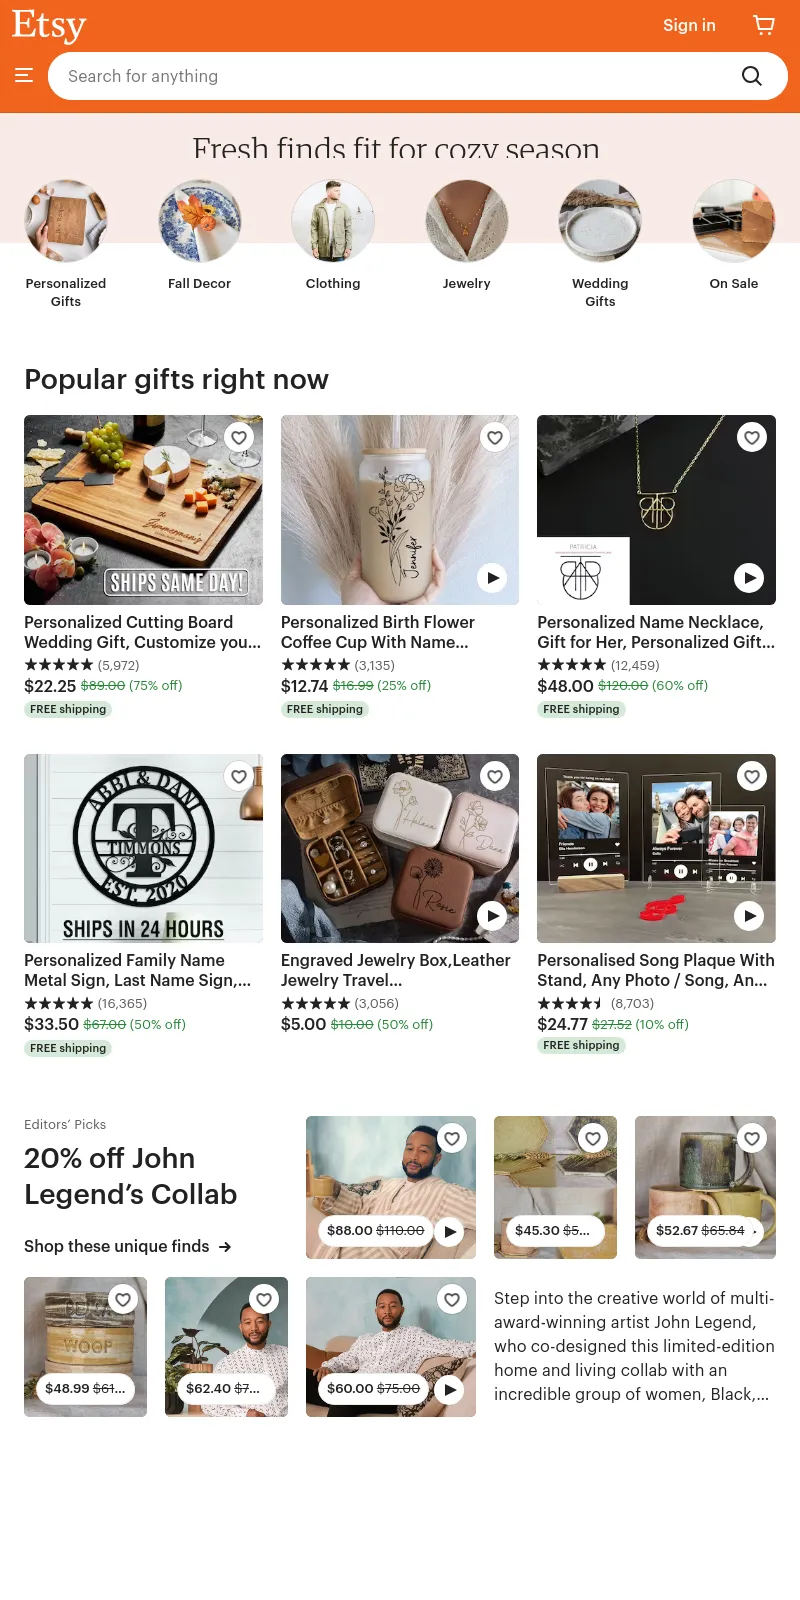 Etsy
Sign in
Search for anything
Fresh finds fit for cozy season
Personalized
Gifts
Fall Decor
Clothing
Jewelry
Wedding
Gifts
On Sale
Popular gifts right now
the
Zimmerman's
SHIPS SAME DAY!
Jennifer
PATRICIA
Personalized Cutting Board
Wedding Gift, Customize you...
(5,972)
$22.25 $89.00 (75% off)
FREE shipping
Personalized Birth Flower
Coffee Cup With Name...
(3,135)
$12.74 $16.99 (25% off)
FREE shipping
Personalized Name Necklace,
Gift for Her, Personalized Gift...
(12,459)
$48.00 $120.00 (60% off)
FREE shipping
ABBI & DANI
T
TIMMONS
EST. 2020
SHIPS IN 24 HOURS
Helena
Dana
Rosie
Friends
Always Forever
Personalized Family Name
Metal Sign, Last Name Sign,...
(16,365)
$33.50 $67.00 (50% off)
FREE shipping
Engraved Jewelry Box,Leather
Jewelry Travel...
(3,056)
$5.00 $10.00 (50% off)
Personalised Song Plaque With
Stand, Any Photo / Song, An...
(8,703)
$24.77 $27.52 (10% off)
FREE shipping
Editors’ Picks
20% off John
Legend’s Collab
Shop these unique finds
$88.00 $110.00
$45.30 $5...
$52.67 $65.84
WOOF
$48.99 $61...
$62.40 $7...
$60.00 $75.00
Step into the creative world of multi-
award-winning artist John Legend,
who co-designed this limited-edition
home and living collab with an
incredible group of women, Black,...